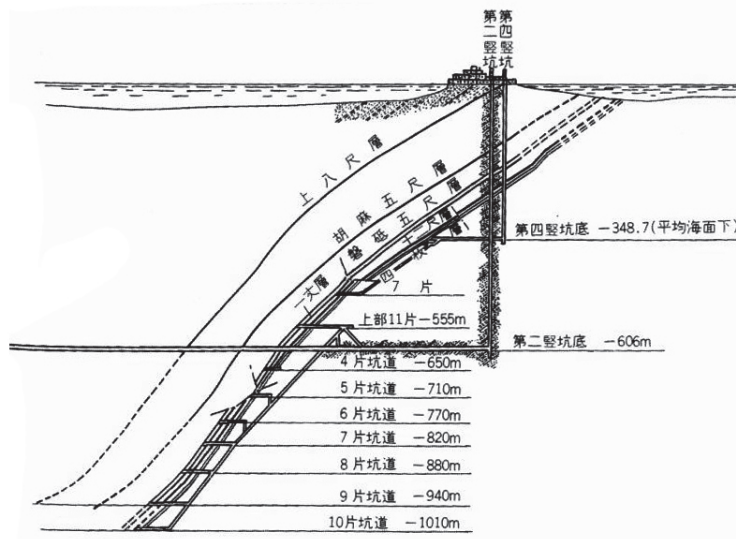 第二竪坑
第四竪坑
上八尺層
胡麻五尺層
磐砥五尺層
十二尺層
四枚層
一丈層
第四竪坑底 -348.7(平均海面下)
7 片
上部11片-555m
第二竪坑底 -606m
4片坑道 -650m
5片坑道 -710m
6片坑道 -770m
7片坑道 -820m
8片坑道 -880m
9片坑道 -940m
10片坑道 -1010m